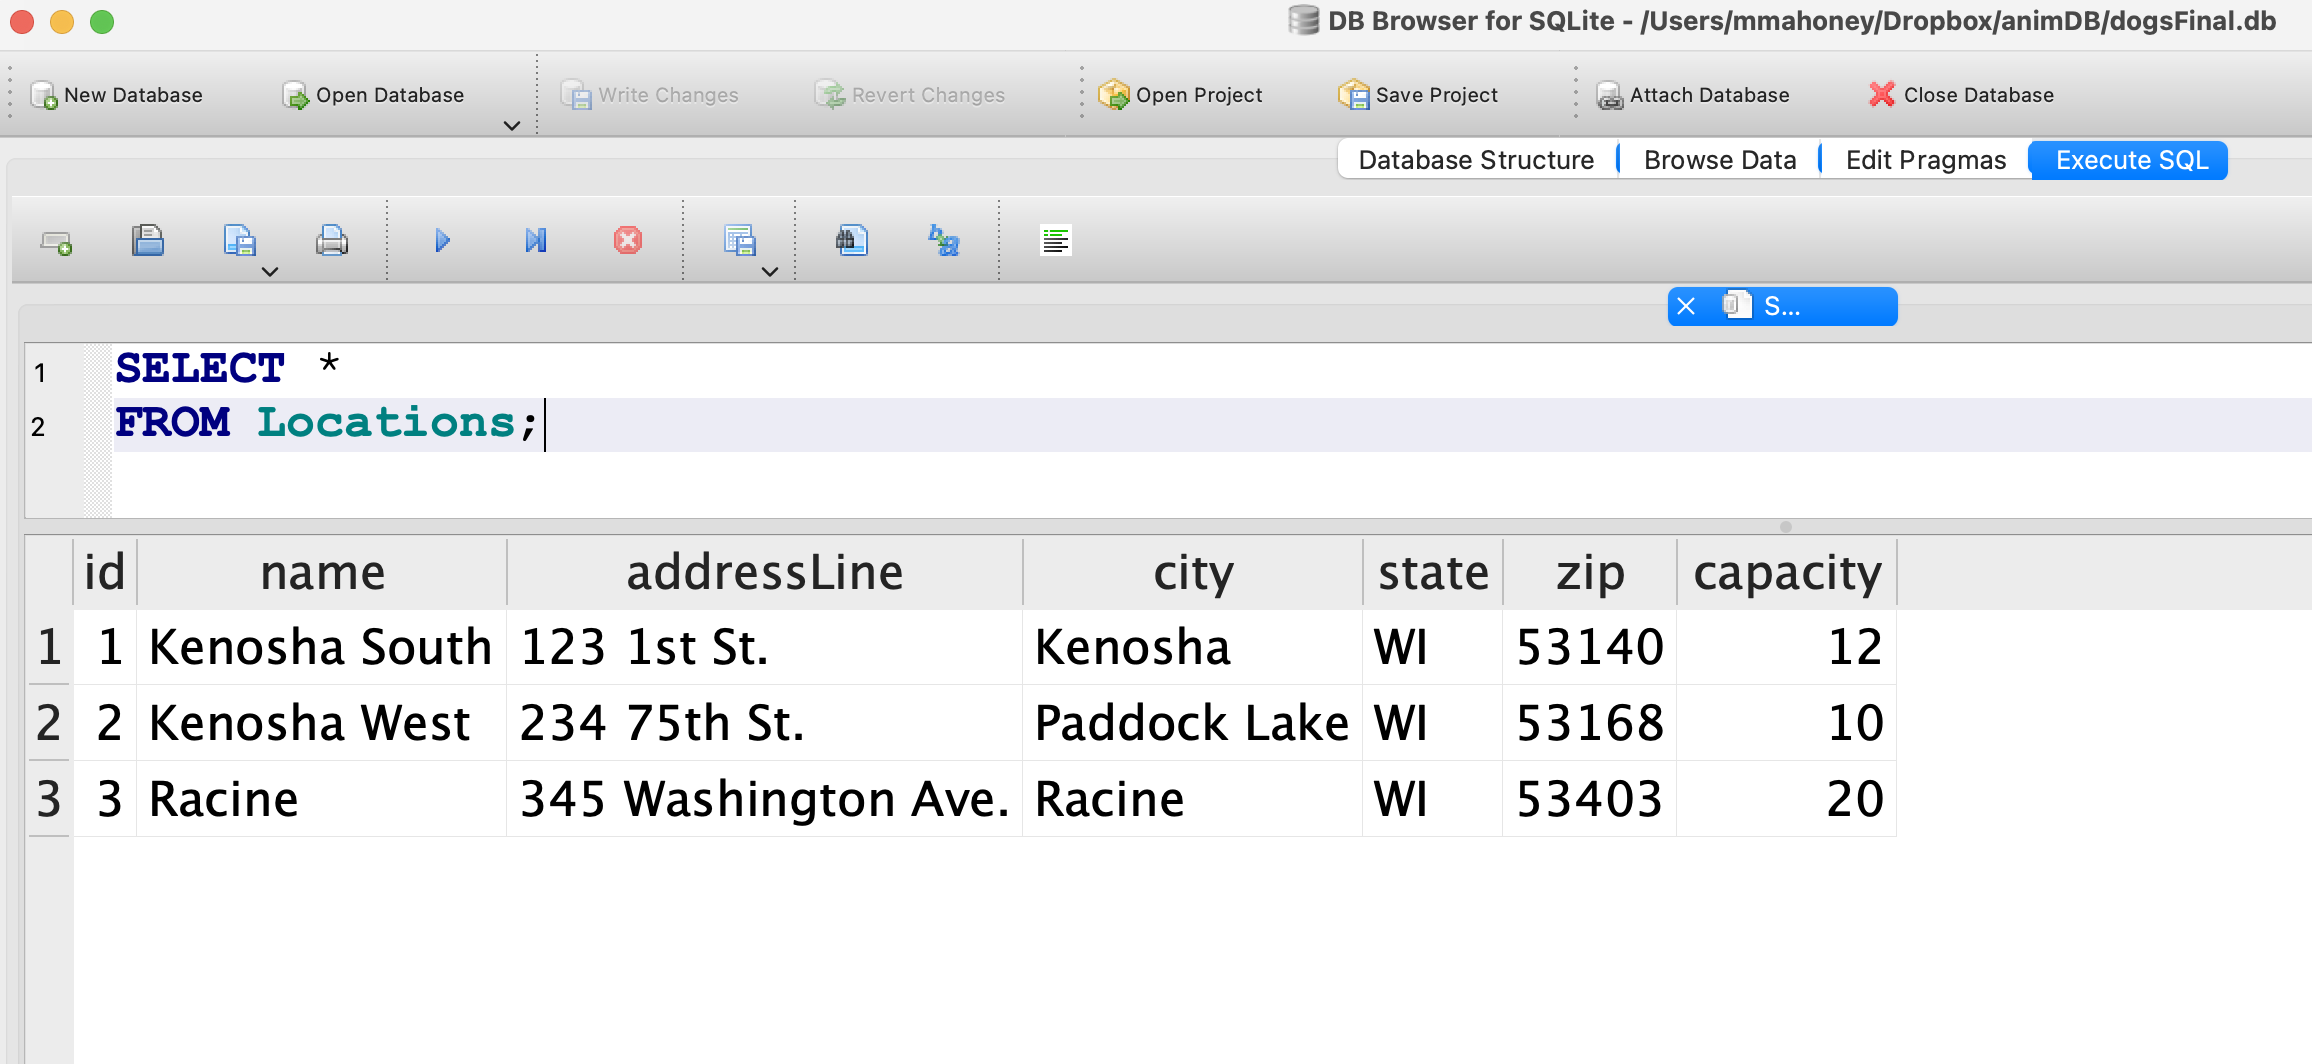 DB Browser for SQLite - /Users/mmahoney/Dropbox/animDB/dogsFinal.db
New Database Open Database Write Changes Revert Changes Open Project Save Project Attach Database Close Database
Database Structure Browse Data Edit Pragmas Execute SQL
S...
1 SELECT *
2 FROM Locations;
id name addressLine city state zip capacity
1 1 Kenosha South 123 1st St. Kenosha WI 53140 12
2 2 Kenosha West 234 75th St. Paddock Lake WI 53168 10
3 3 Racine 345 Washington Ave. Racine WI 53403 20